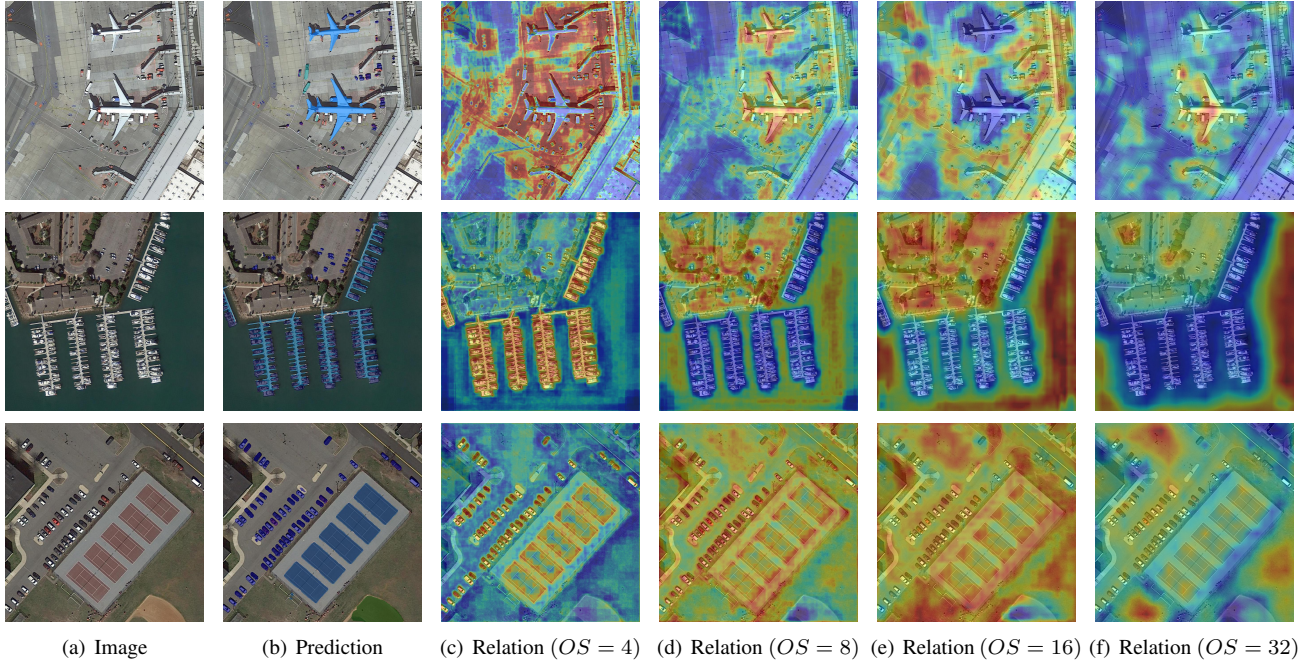 (a) Image (b) Prediction (c) Relation (OS = 4) (d) Relation (OS = 8) (e) Relation (OS = 16) (f) Relation (OS = 32)